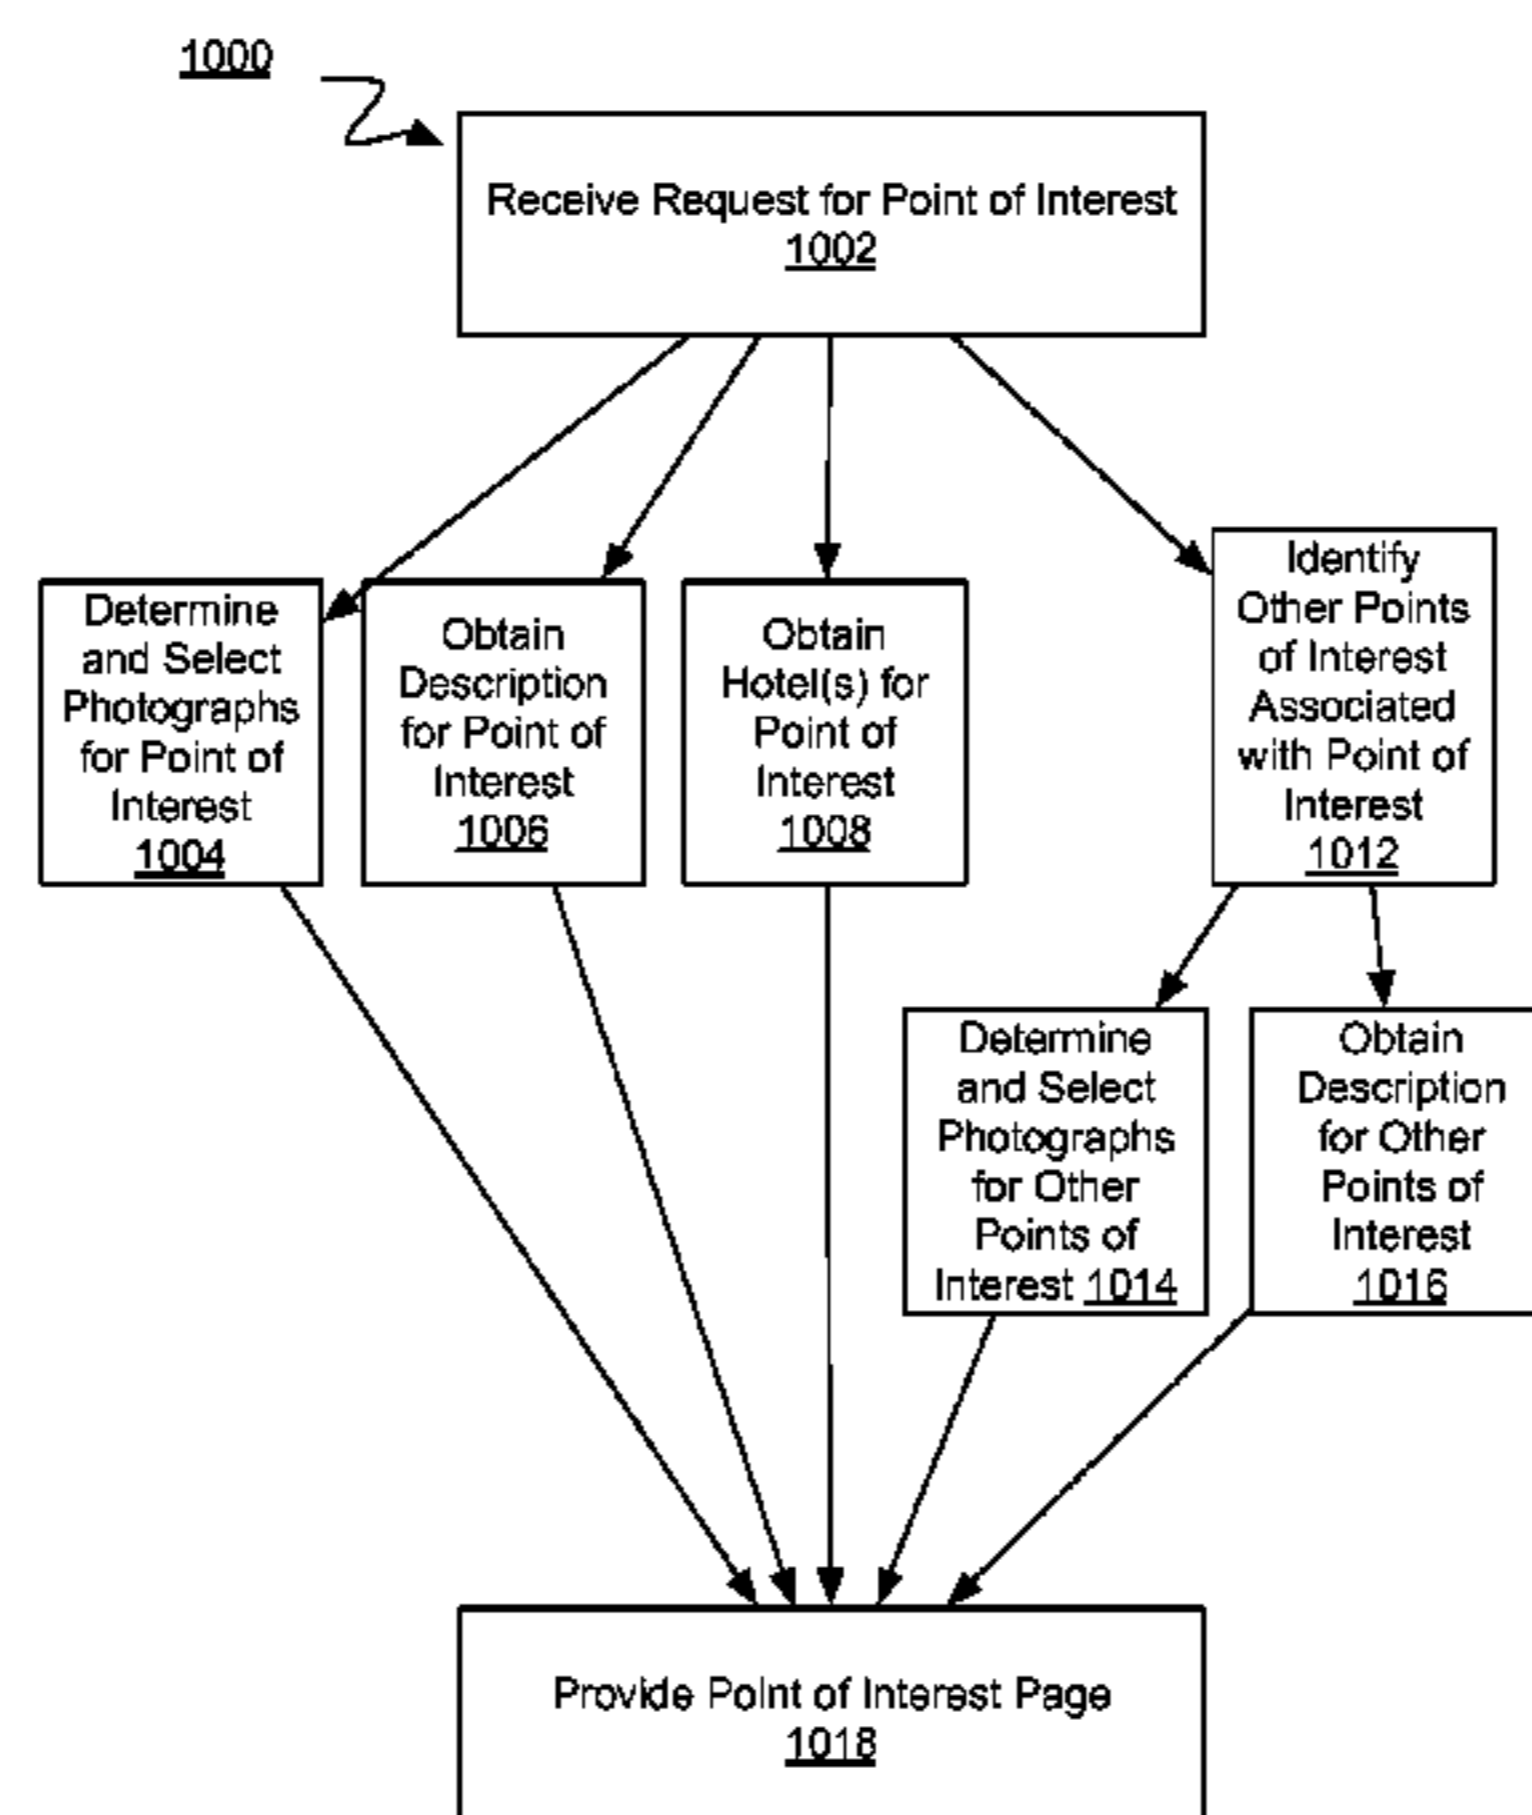 1000
Receive Request for Point of Interest
1002
Determine
and Select
Photographs
for Point of
Interest
1004
Obtain
Description
for Point of
Interest
1006
Obtain
Hotel(s) for
Point of
Interest
1008
Identify
Other Points
of Interest
Associated
with Point of
Interest
1012
Determine
and Select
Photographs
for Other
Points of
Interest 1014
Obtain
Description
for Other
Points of
Interest
1016
Provide Point of Interest Page
1018